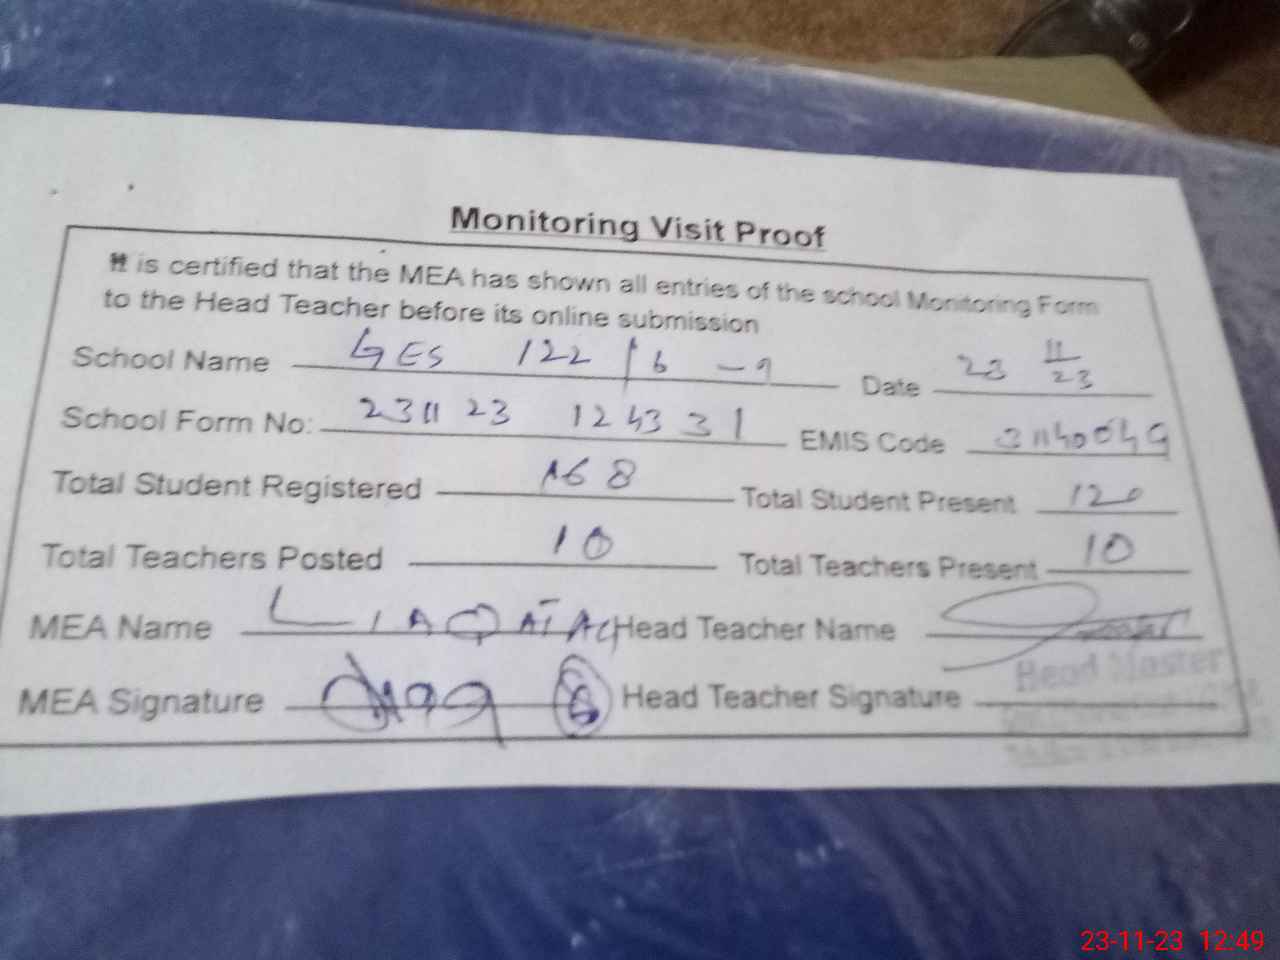 Monitoring Visit Proof
It is certified that the MEA has shown all entries of the school Monitoring Form
to the Head Teacher before its online submission
School Name GES 122/6-R Date 23 11 23
School Form No: 231123 124331 EMIS Code 31140049
Total Student Registered 168 Total Student Present 120
Total Teachers Posted 10 Total Teachers Present 10
MEA Name LIAQAT ALI Head Teacher Name
MEA Signature Head Teacher Signature
Head Master
23-11-23 12:49